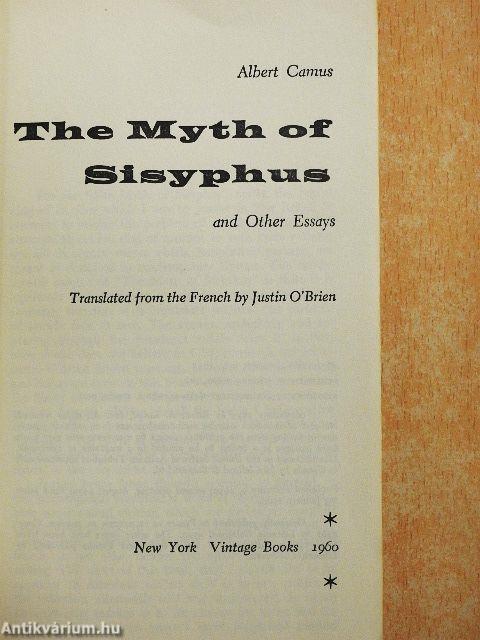 Albert Camus
The Myth of
Sisyphus
and Other Essays
Translated from the French by Justin O'Brien
*
New York Vintage Books 1960
*
Antikvárium.hu